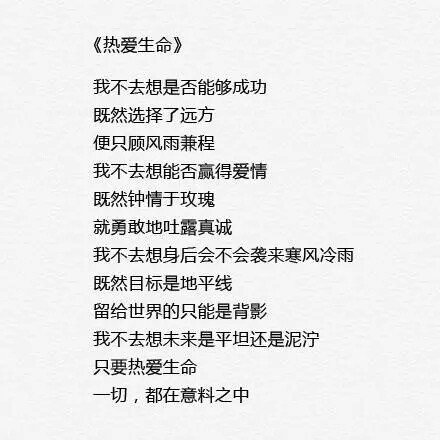 《热爱生命》
我不去想是否能够成功
既然选择了远方
便只顾风雨兼程
我不去想能否赢得爱情
既然钟情于玫瑰
就勇敢地吐露真诚
我不去想身后会不会袭来寒风冷雨
既然目标是地平线
留给世界的只能是背影
我不去想未来是平坦还是泥泞
只要热爱生命
一切，都在意料之中